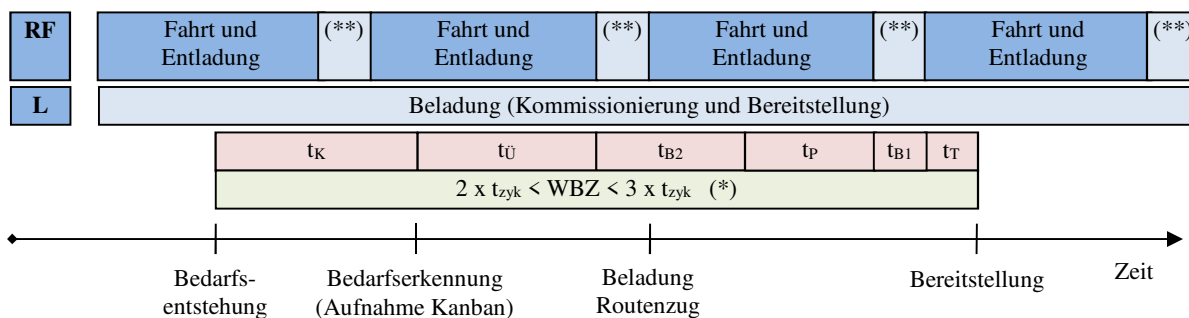 RF
Fahrt und
Entladung
(**)
Fahrt und
Entladung
(**)
Fahrt und
Entladung
(**)
Fahrt und
Entladung
(**)
L
Beladung (Kommissionierung und Bereitstellung)
tK
tÜ
tB2
tP
tB1
tT
2 x tzyk < WBZ < 3 x tzyk (*)
Bedarfs-
entstehung
Bedarfserkennung
(Aufnahme Kanban)
Beladung
Routenzug
Bereitstellung
Zeit